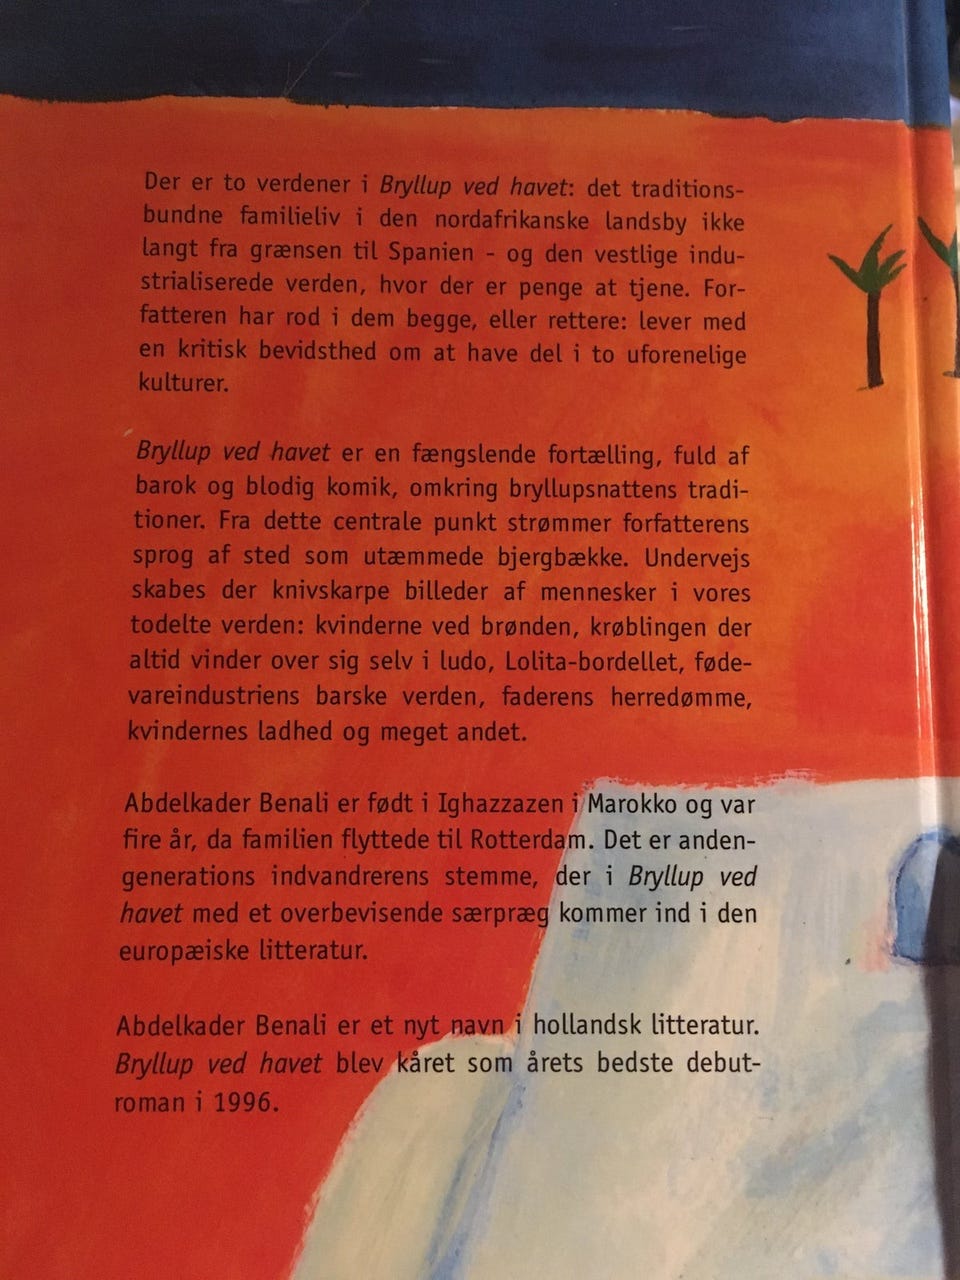 Der er to verdener i Bryllup ved havet: det traditions-
bundne familieliv i den nordafrikanske landsby ikke
langt fra grænsen til Spanien - og den vestlige indu-
strialiserede verden, hvor der er penge at tjene. For-
fatteren har rod i dem begge, eller rettere: lever med
en kritisk bevidsthed om at have del i to uforenelige
kulturer.
Bryllup ved havet er en fængslende fortælling, fuld af
barok og blodig komik, omkring bryllupsnattens tradi-
tioner. Fra dette centrale punkt strømmer forfatterens
sprog af sted som utæmmede bjergbække. Undervejs
skabes der knivskarpe billeder af mennesker i vores
todelte verden: kvinderne ved brønden, krøblingen der
altid vinder over sig selv i ludo, Lolita-bordellet, føde-
vareindustriens barske verden, faderens herredømme,
kvindernes ladhed og meget andet.
Abdelkader Benali er født i Ighazzazen i Marokko og var
fire år, da familien flyttede til Rotterdam. Det er anden-
generations indvandrerens stemme, der i Bryllup ved
havet med et overbevisende særpræg kommer ind i den
europæiske litteratur.
Abdelkader Benali er et nyt navn i hollandsk litteratur.
Bryllup ved havet blev kåret som årets bedste debut-
roman i 1996.